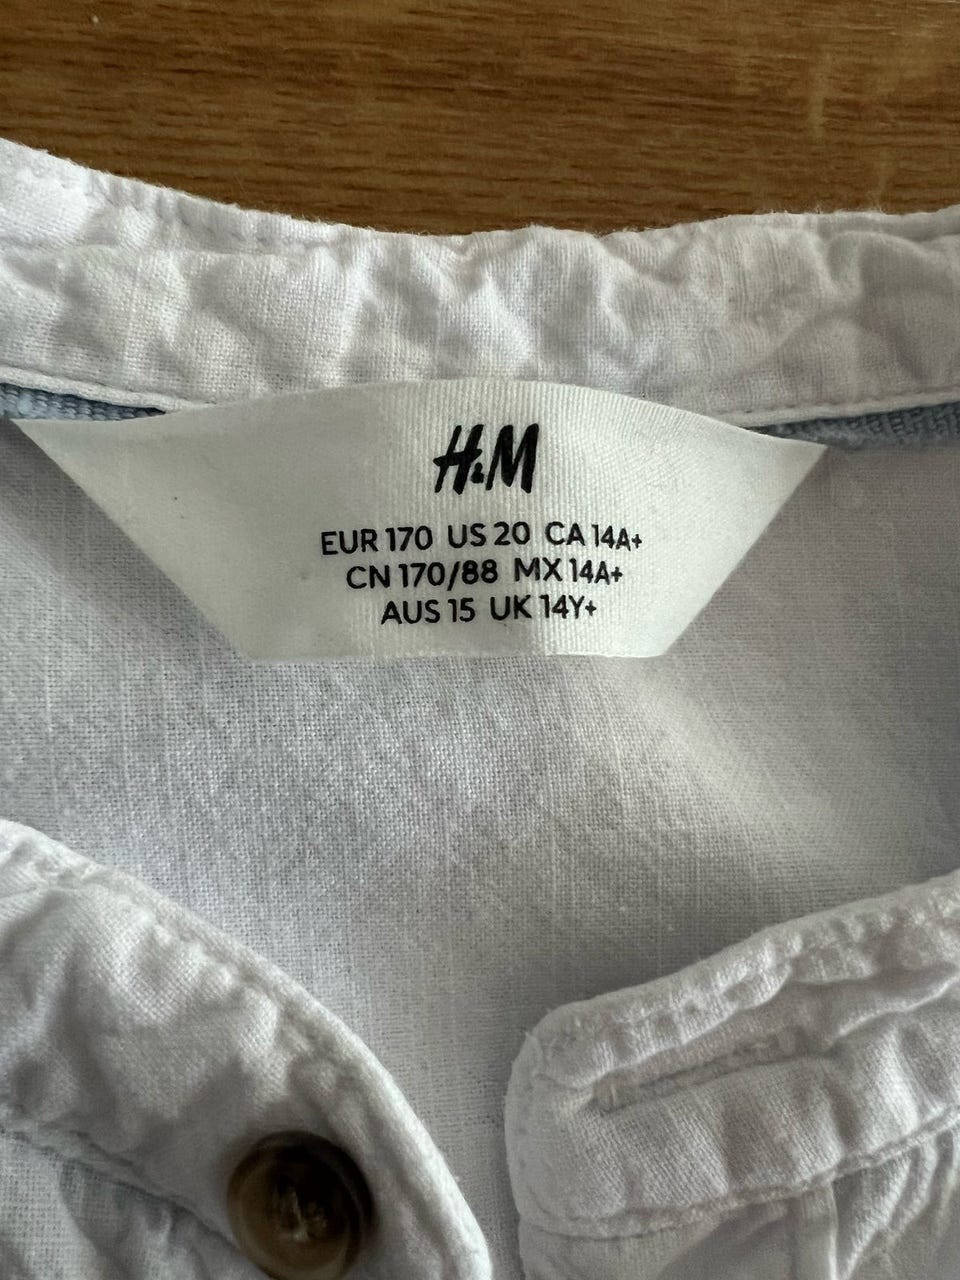 H&M
EUR 170 US 20 CA 14A+
CN 170/88 MX 14A+
AUS 15 UK 14Y+